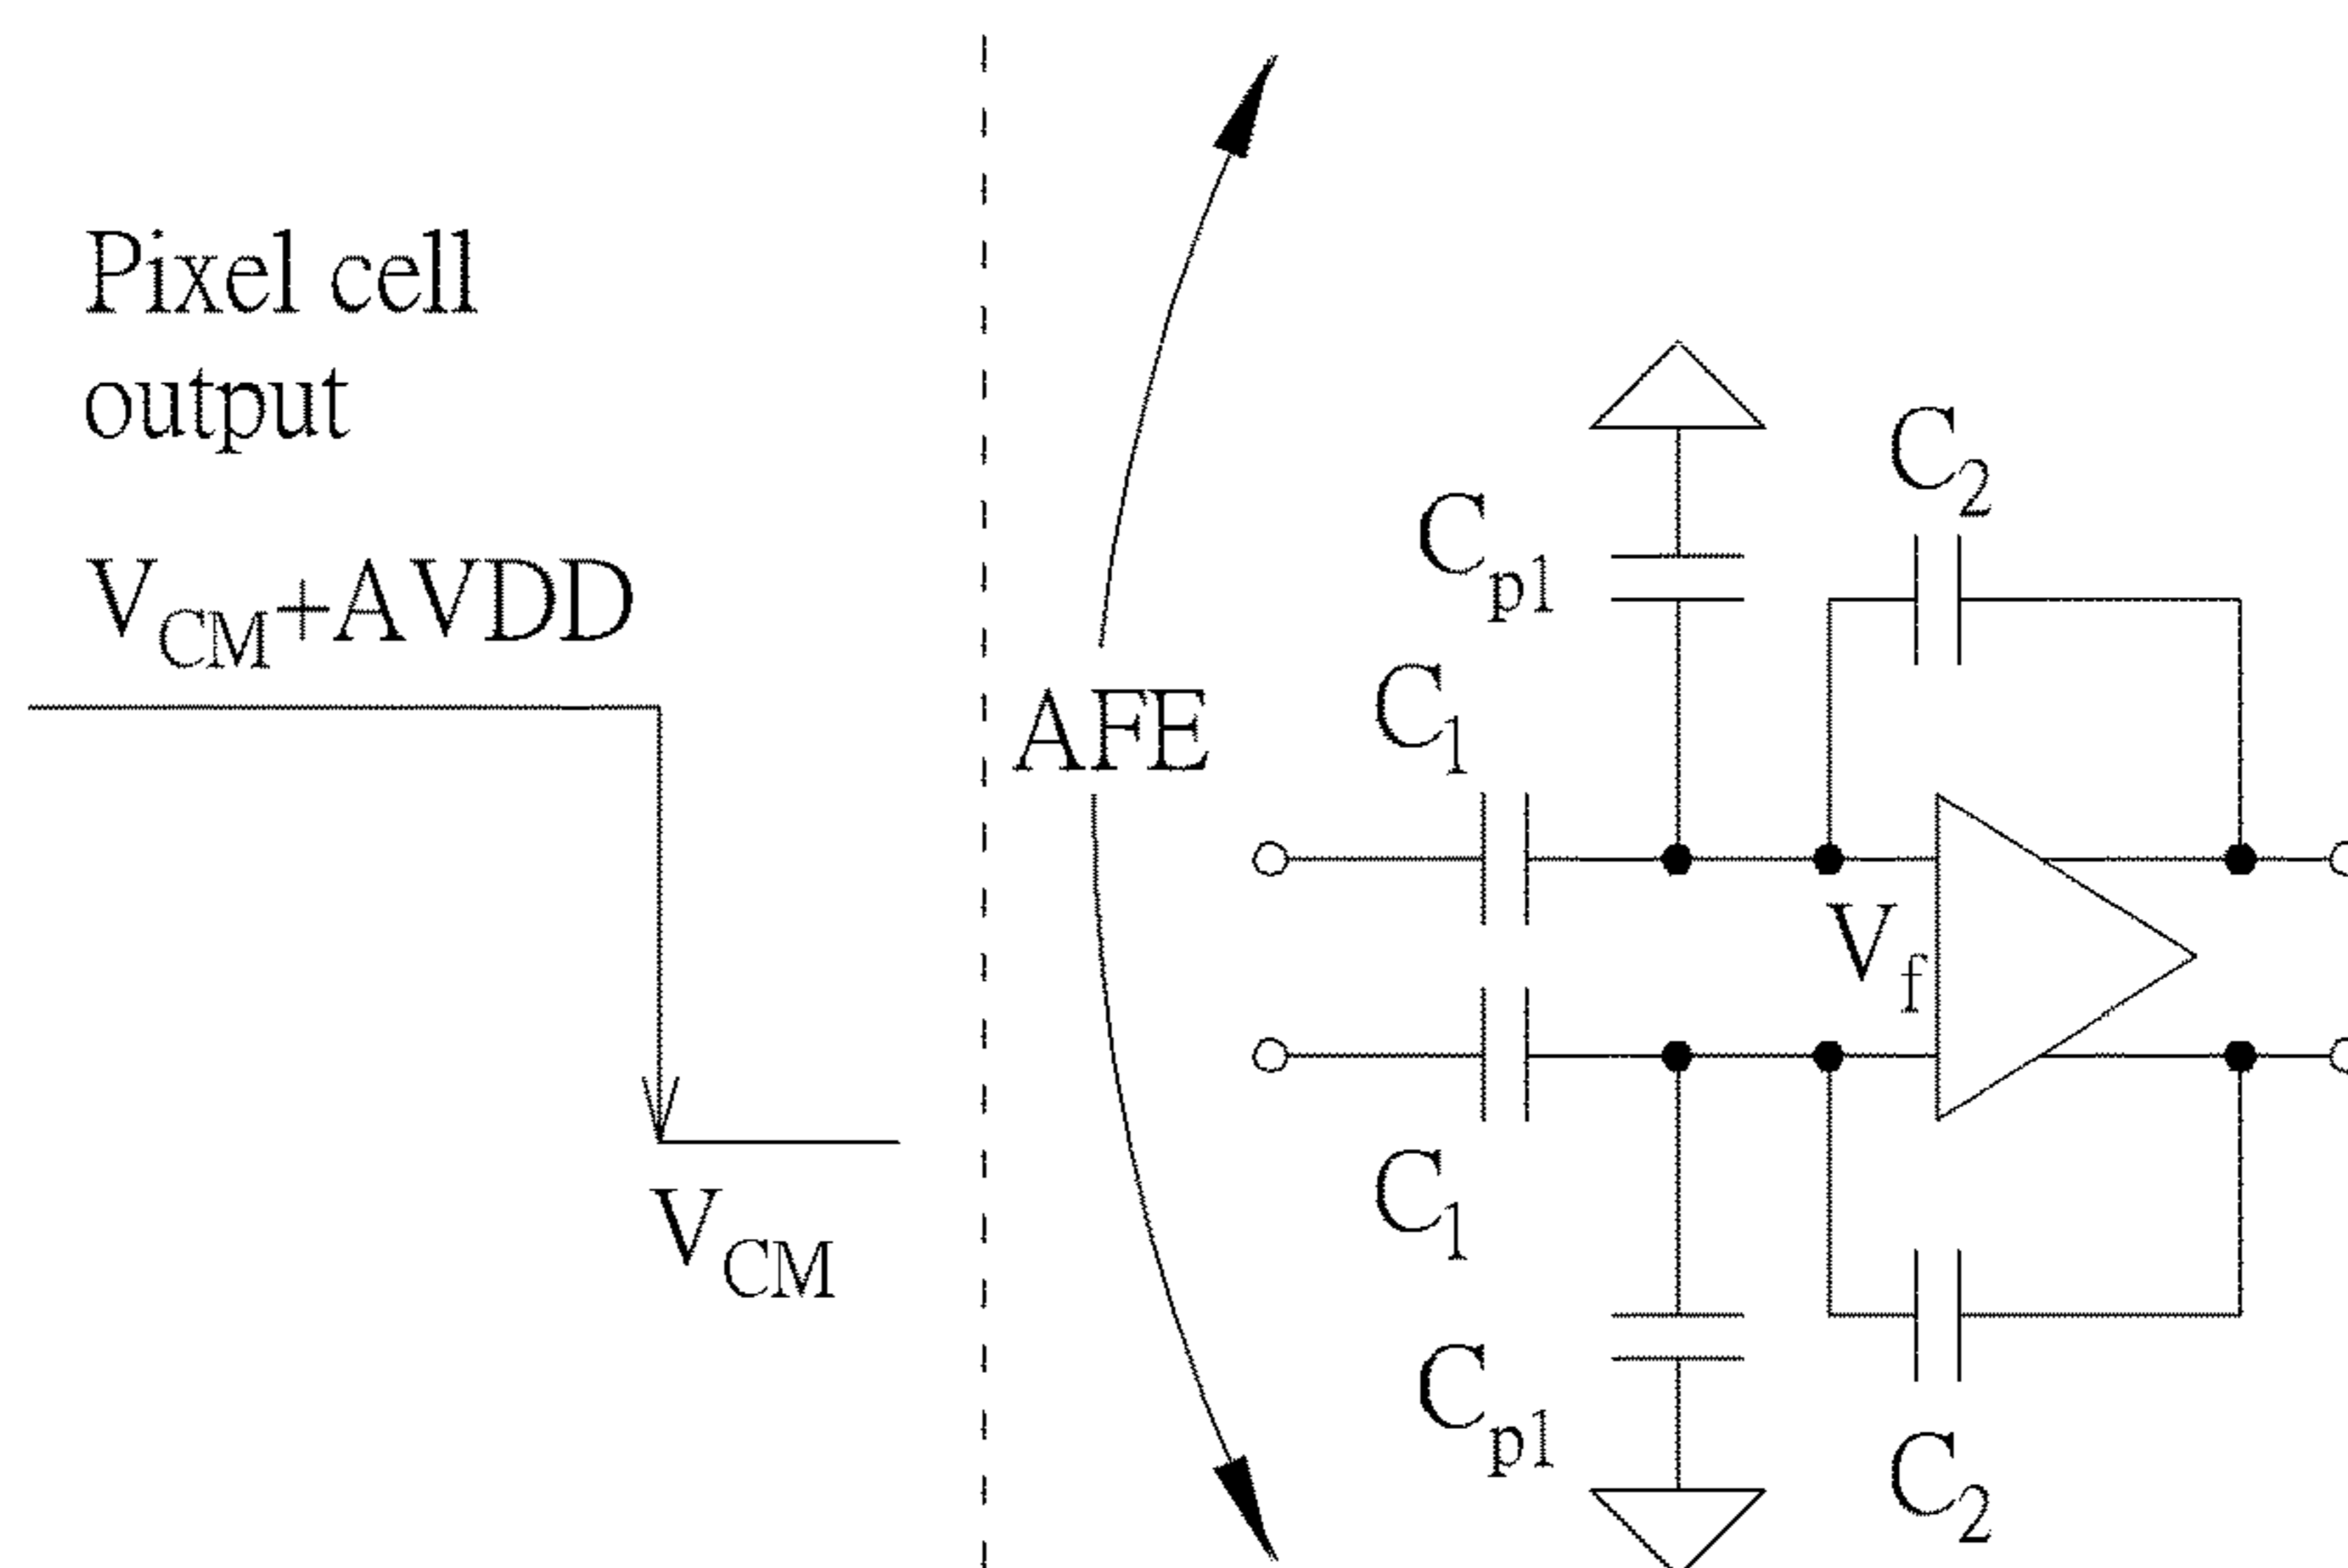 Pixel cell
output
V_CM+AVDD
V_CM
AFE
C_p1
C_2
C_1
V_f
C_1
C_p1
C_2